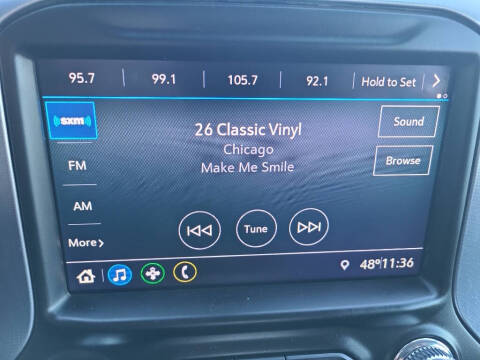 95.7 99.1 105.7 92.1 Hold to Set
sxm
26 Classic Vinyl
Sound
Chicago
FM
Make Me Smile
Browse
AM
More
Tune
48° 11:36